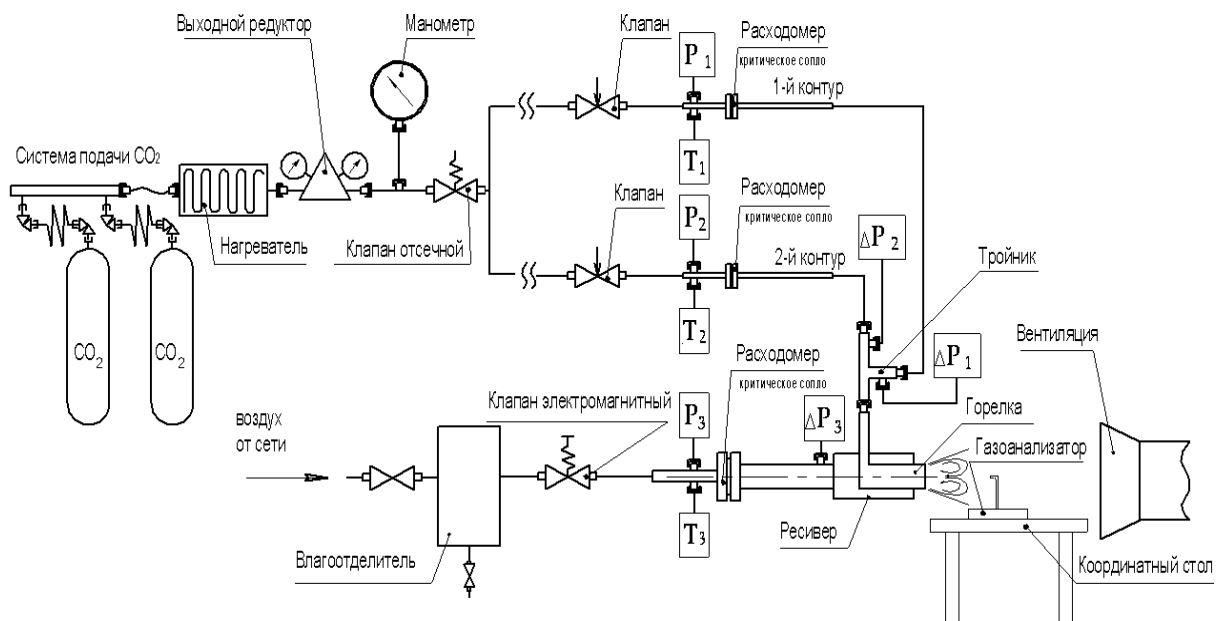 Выходной редуктор
Манометр
Клапан
P1
Расходомер
критическое сопло
1-й контур
Система подачи CO2
T1
Нагреватель
Клапан отсечной
Клапан
P2
Расходомер
критическое сопло
2-й контур
ΔP2
Тройник
T2
CO2
CO2
ΔP1
Вентиляция
Расходомер
критическое сопло
воздух
от сети
Клапан электромагнитный
P3
ΔP3
Горелка
Газоанализатор
T3
Ресивер
Влагоотделитель
Координатный стол